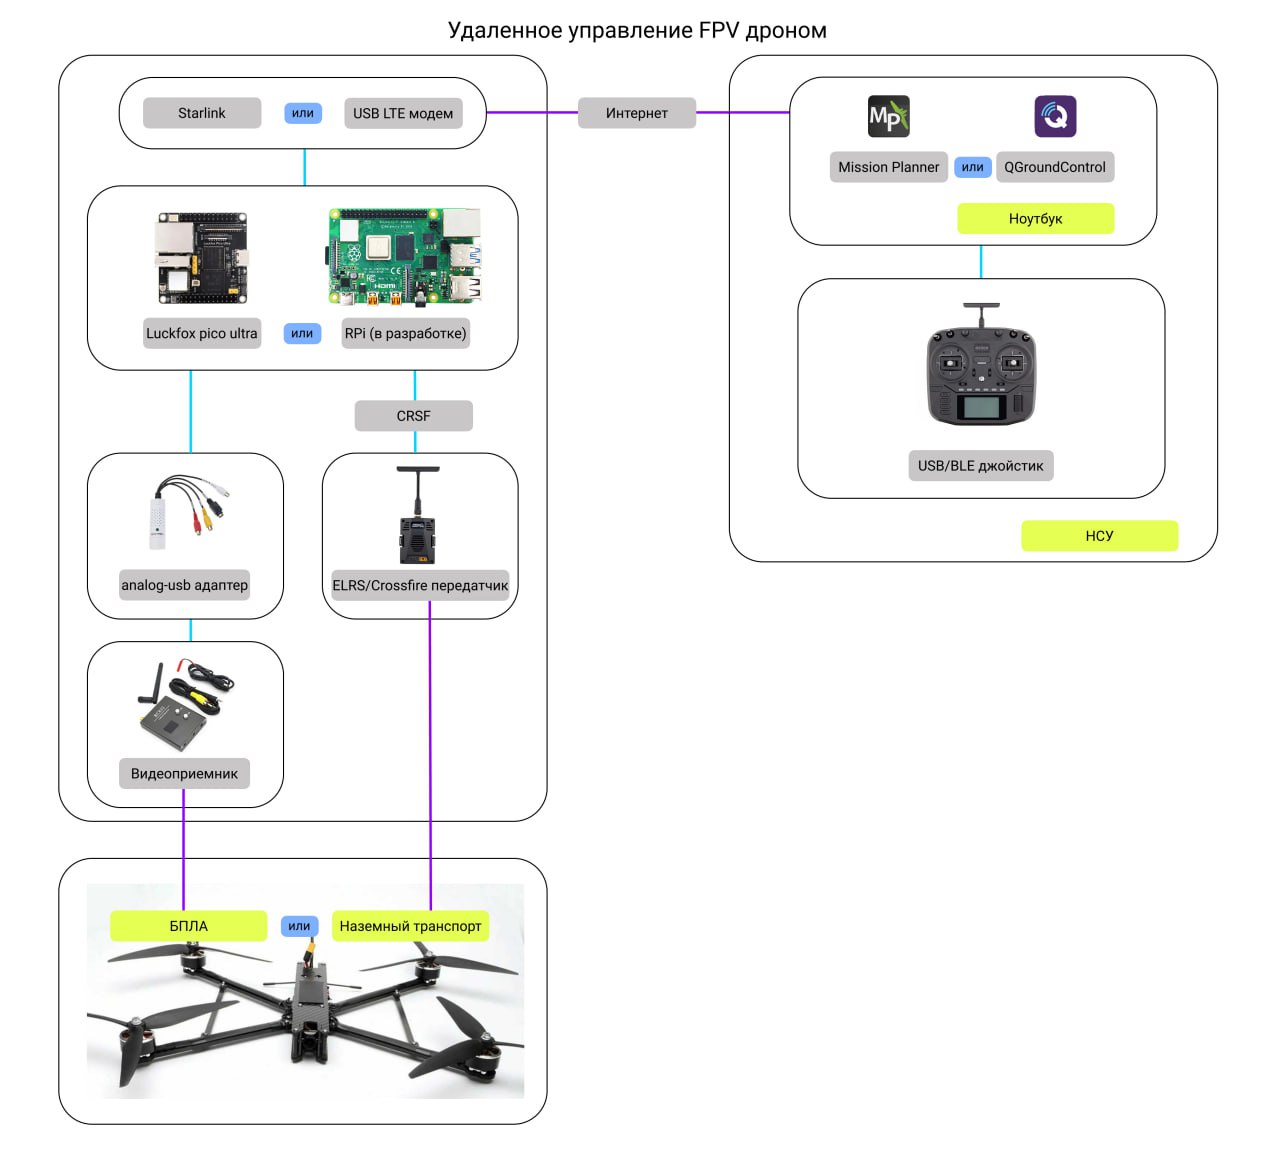 Удаленное управление FPV дроном
Starlink
или
USB LTE модем
Интернет
Mp
Mission Planner
или
QGroundControl
Ноутбук
Luckfox pico ultra
или
RPi (в разработке)
CRSF
USB/BLE джойстик
НСУ
analog-usb адаптер
ELRS/Crossfire передатчик
Видеоприемник
БПЛА
или
Наземный транспорт